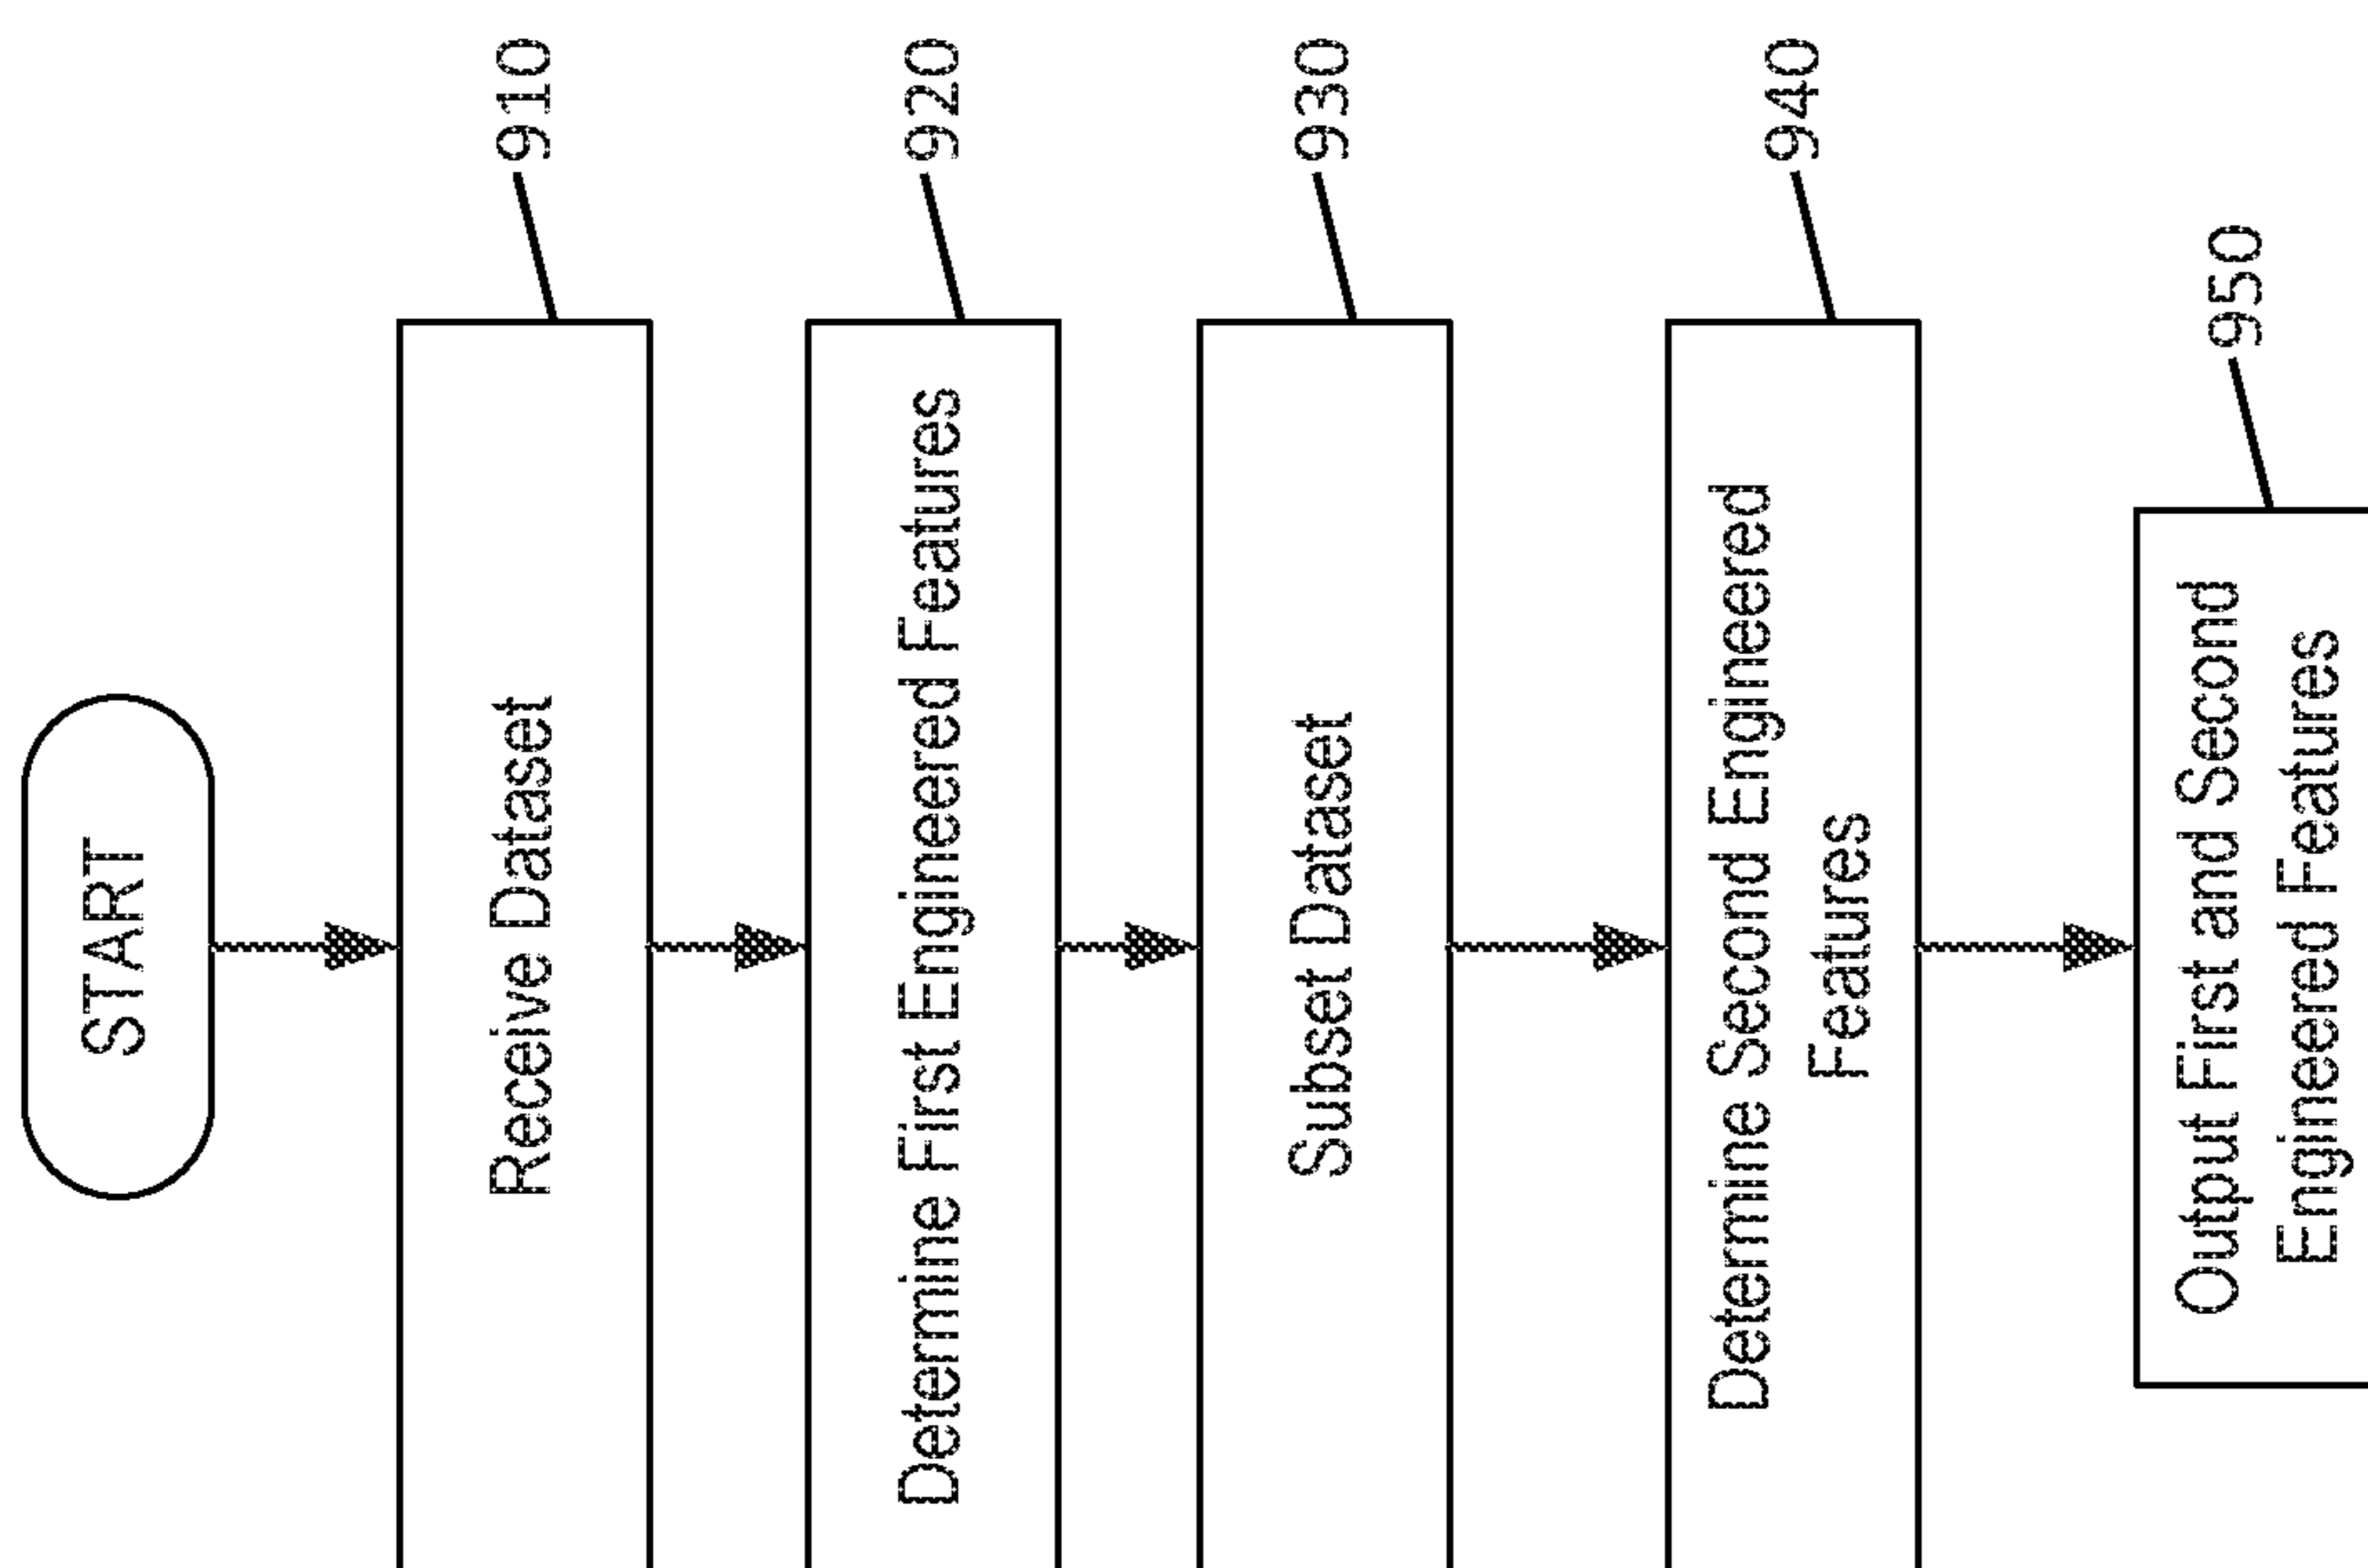 START
Receive Dataset
910
Determine First Engineered Features
920
Subset Dataset
930
Determine Second Engineered
Features
940
Output First and Second
Engineered Features
950